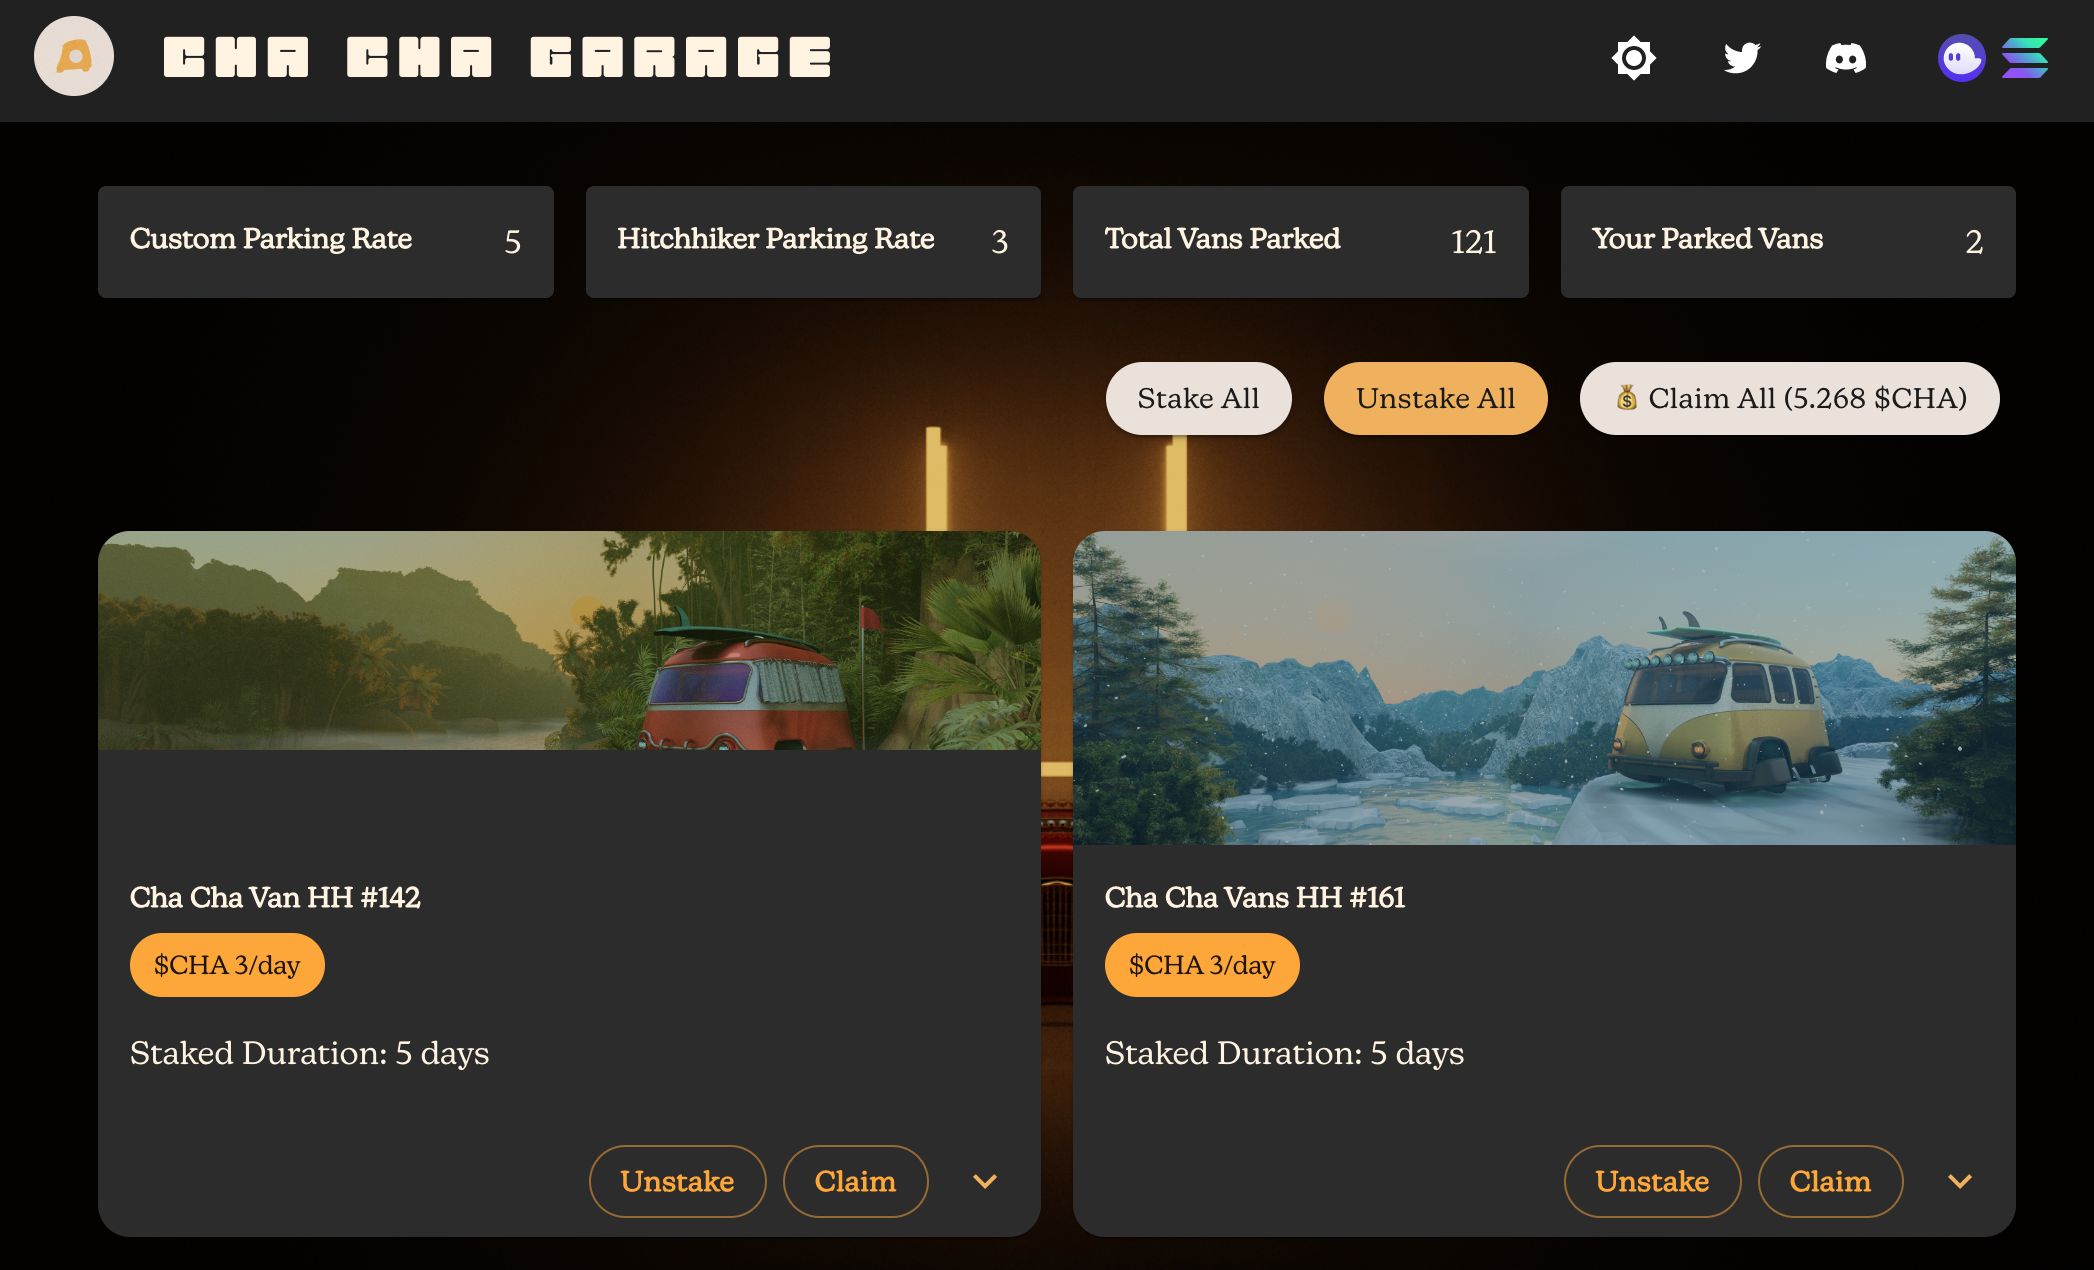 CHA CHA GARAGE
Custom Parking Rate 5
Hitchhiker Parking Rate 3
Total Vans Parked 121
Your Parked Vans 2
Stake All
Unstake All
💰 Claim All (5.268 $CHA)
Cha Cha Van HH #142
$CHA 3/day
Staked Duration: 5 days
Unstake
Claim
Cha Cha Vans HH #161
$CHA 3/day
Staked Duration: 5 days
Unstake
Claim